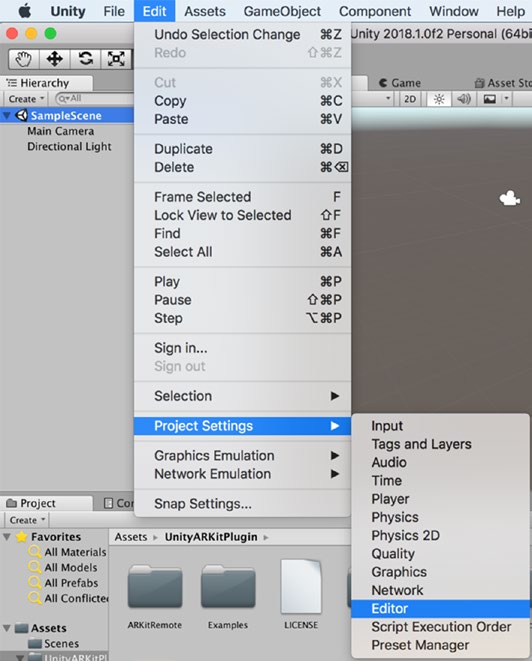 Unity File Edit Assets GameObject Component Window Help
Unity 2018.1.0f2 Personal (64bi
Hierarchy
Create
All
SampleScene
Main Camera
Directional Light
Undo Selection Change ⌘Z
Redo ⇧⌘Z
Cut ⌘X
Copy ⌘C
Paste ⌘V
Duplicate ⌘D
Delete ⌘⌫
Frame Selected F
Lock View to Selected ⇧F
Find ⌘F
Select All ⌘A
Play ⌘P
Pause ⇧⌘P
Step ⌥⌘P
Sign in...
Sign out
Selection ▶
Project Settings ▶
Graphics Emulation ▶
Network Emulation ▶
Snap Settings...
Game Asset Sto
2D
Input
Tags and Layers
Audio
Time
Player
Physics
Physics 2D
Quality
Graphics
Network
Editor
Script Execution Order
Preset Manager
Project Con
Create
Favorites
All Materials
All Models
All Prefabs
All Conflicted
Assets
Scenes
UnityARKitPl
Assets ▸ UnityARKitPlugin ▸
ARKitRemote Examples LICENSE